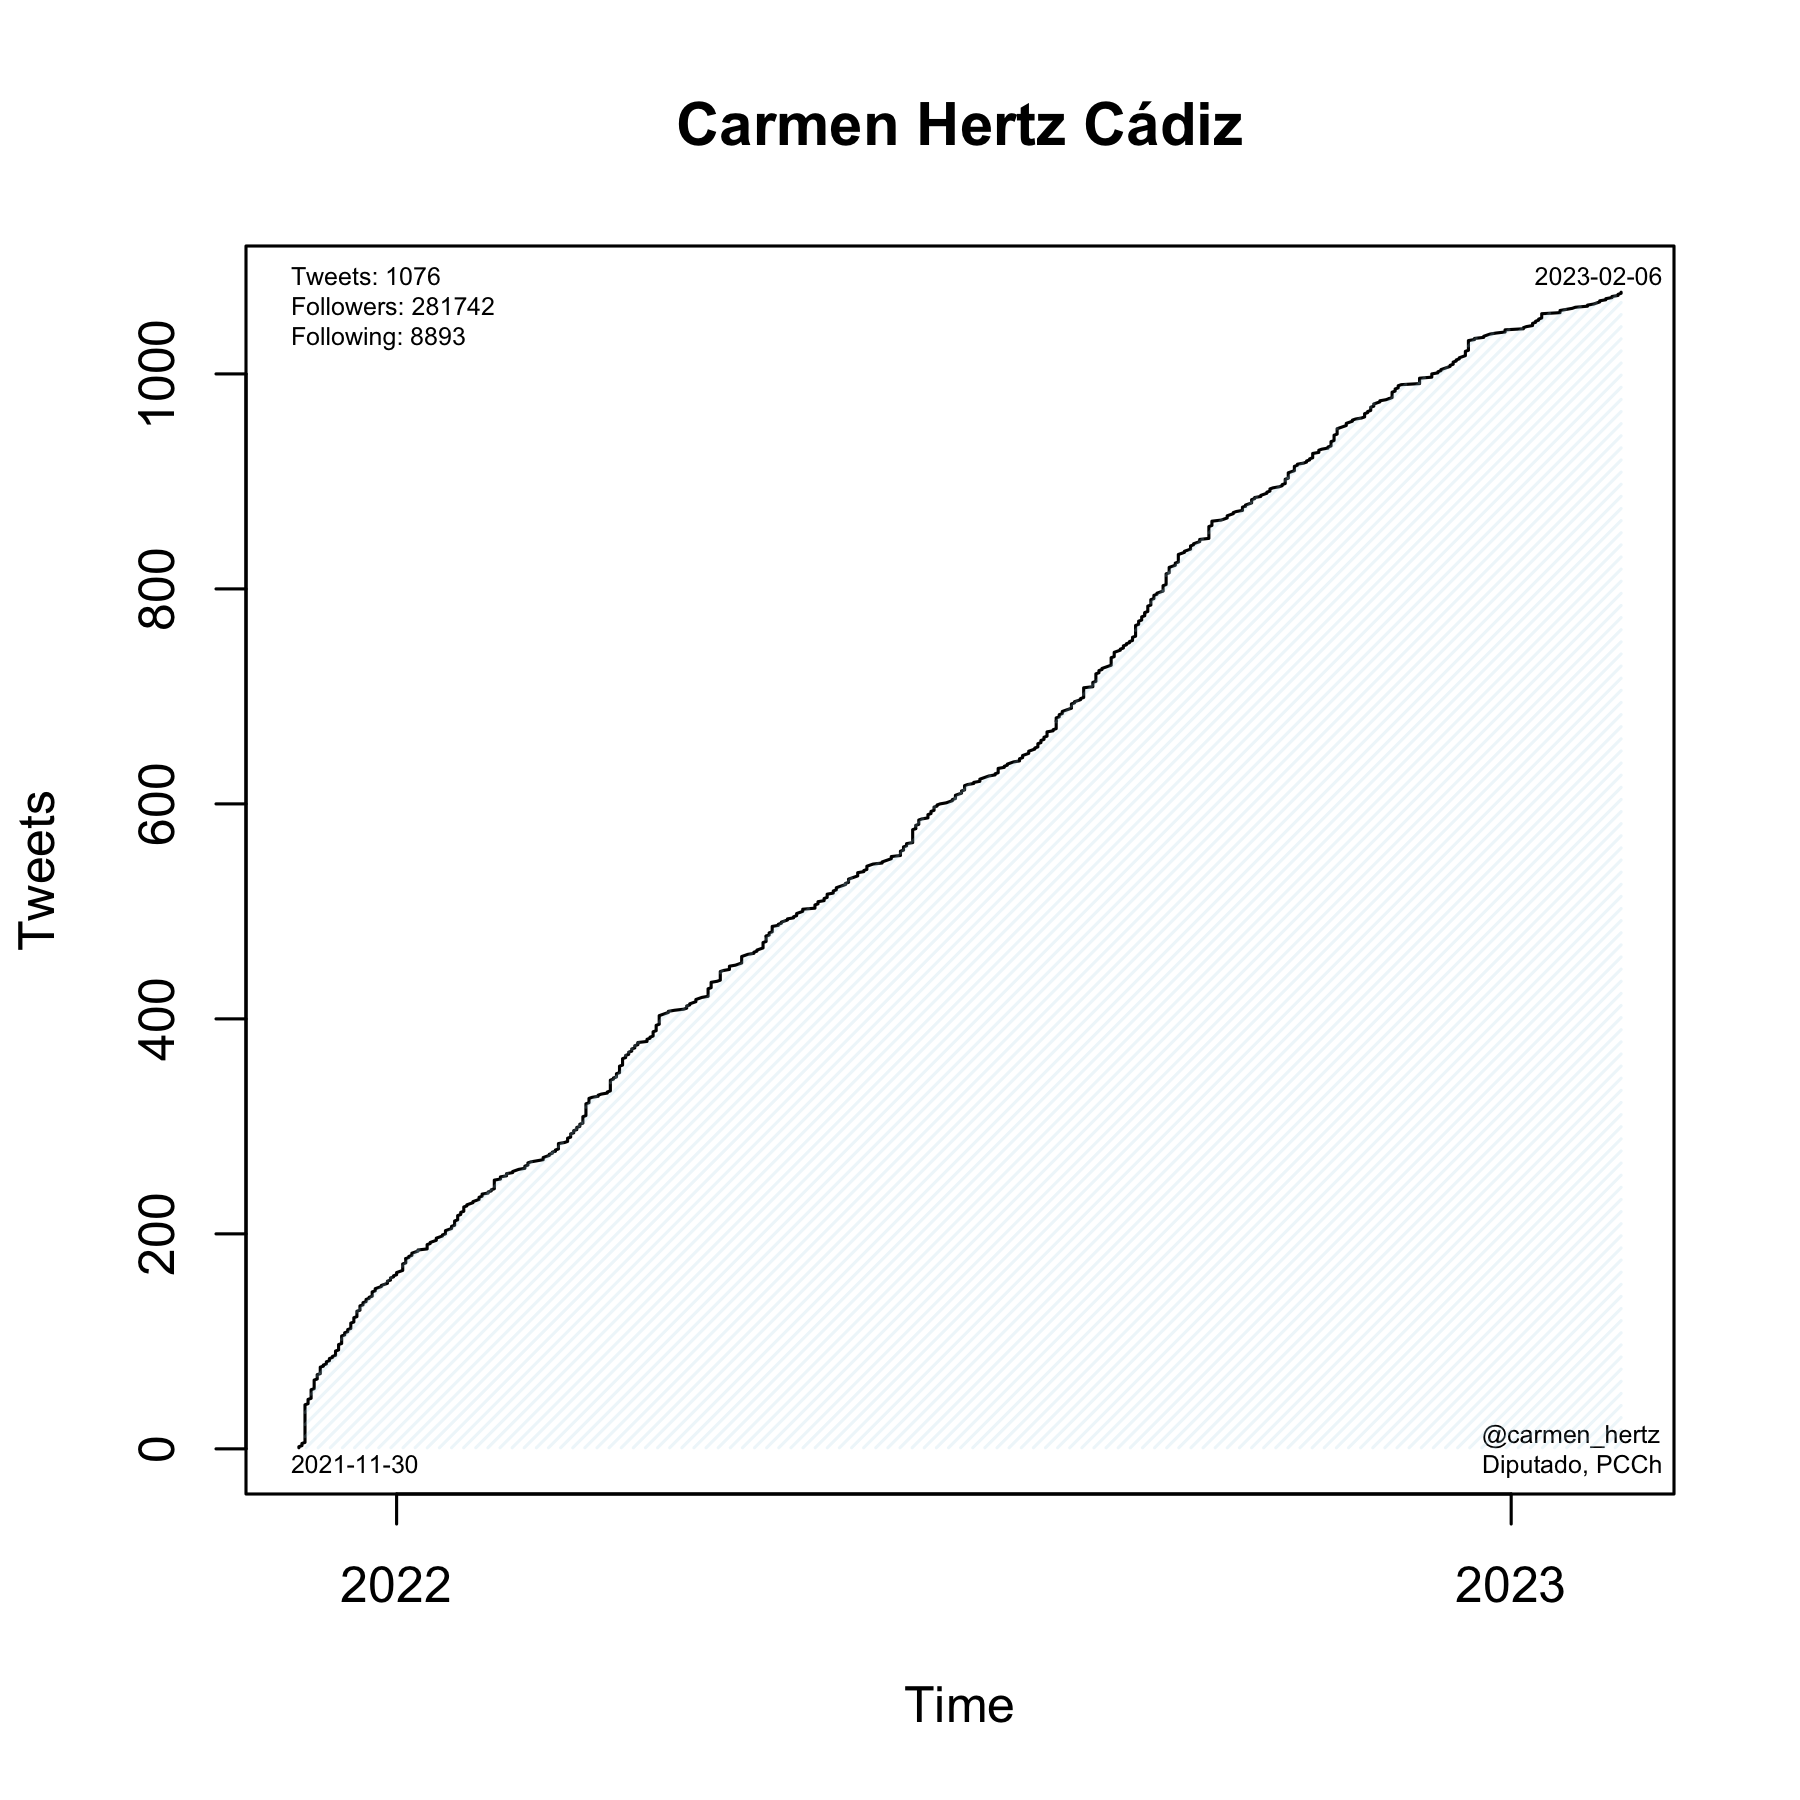 Carmen Hertz Cádiz
Tweets: 1076
Followers: 281742
Following: 8893
2023-02-06
Tweets
1000
800
600
400
200
0
2021-11-30
@carmen_hertz
Diputado, PCCh
2022
2023
Time